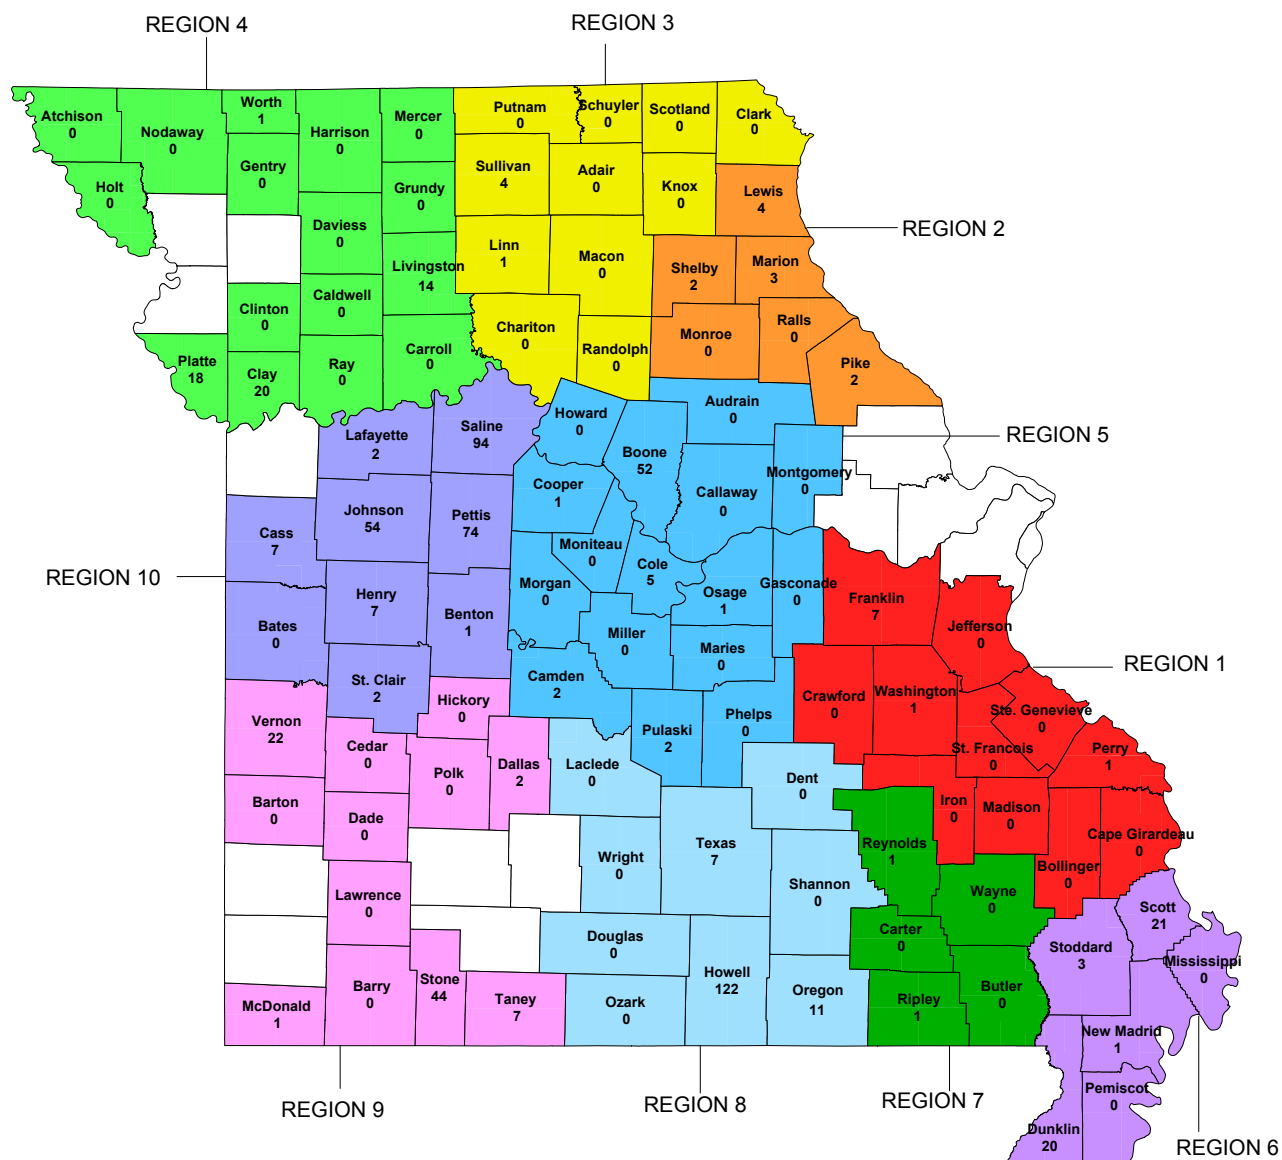 REGION 4
REGION 3
Atchison
0
Nodaway
0
Worth
1
Harrison
0
Mercer
0
Putnam
0
Schuyler
0
Scotland
0
Clark
0
Holt
0
Gentry
0
Grundy
0
Sullivan
4
Adair
0
Knox
0
Lewis
4
REGION 2
Daviess
0
Livingston
14
Linn
1
Macon
0
Shelby
2
Marion
3
Clinton
0
Caldwell
0
Chariton
0
Randolph
0
Monroe
0
Ralls
0
Pike
2
Platte
18
Clay
20
Ray
0
Carroll
0
Lafayette
2
Saline
94
Howard
0
Boone
52
Audrain
0
REGION 5
Cooper
1
Callaway
0
Montgomery
0
Cass
7
Johnson
54
Pettis
74
Moniteau
0
Cole
5
Osage
1
Gasconade
0
Franklin
7
Jefferson
0
REGION 10
Bates
0
Henry
7
Benton
1
Morgan
0
Miller
0
Maries
0
REGION 1
St. Clair
2
Hickory
0
Camden
2
Pulaski
2
Phelps
0
Crawford
0
Washington
1
Ste. Genevieve
0
St. Francois
0
Perry
1
Vernon
22
Cedar
0
Polk
0
Dallas
2
Laclede
0
Dent
0
Iron
0
Madison
0
Bollinger
0
Cape Girardeau
0
Barton
0
Dade
0
Wright
0
Texas
7
Shannon
0
Reynolds
1
Wayne
0
Lawrence
0
Douglas
0
Carter
0
Stoddard
3
Scott
21
Mississippi
0
McDonald
1
Barry
0
Stone
44
Taney
7
Ozark
0
Howell
122
Oregon
11
Ripley
1
Butler
0
New Madrid
1
Pemiscot
0
Dunklin
20
REGION 9
REGION 8
REGION 7
REGION 6